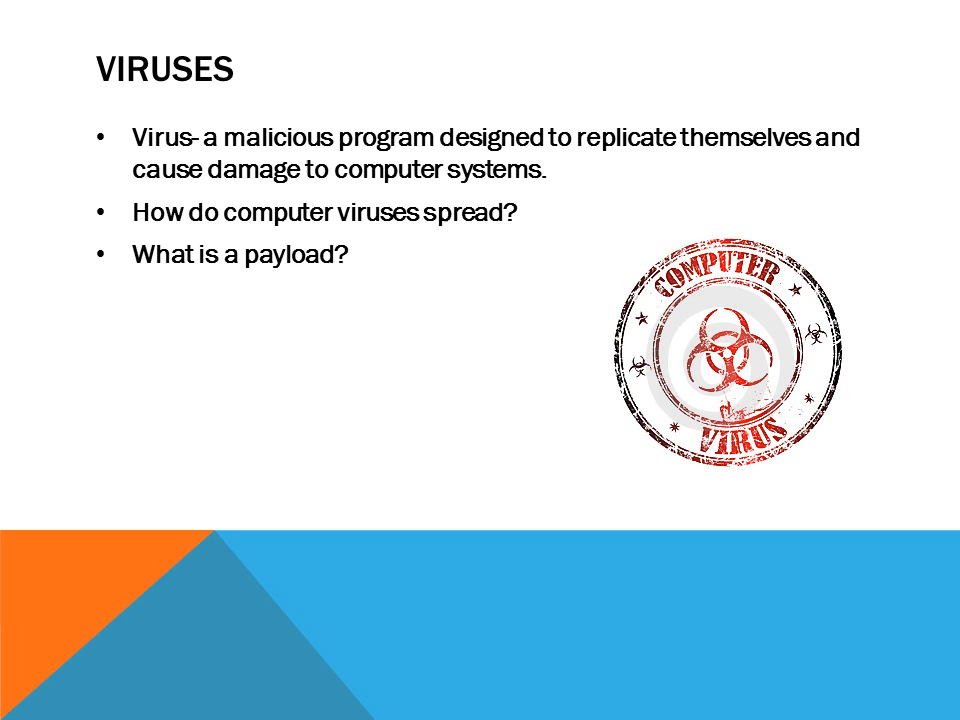 VIRUSES
• Virus- a malicious program designed to replicate themselves and
cause damage to computer systems.
• How do computer viruses spread?
• What is a payload?
COMPUTER
VIRUS